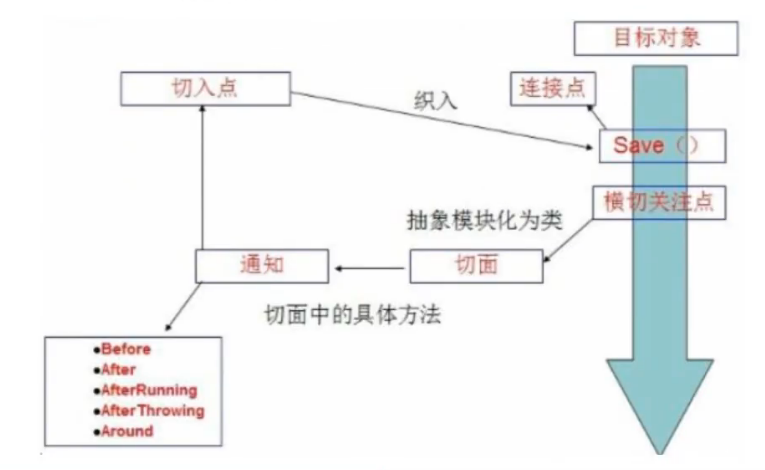 目标对象
切入点
连接点
织入
Save（）
横切关注点
抽象模块化为类
通知
切面
切面中的具体方法
●Before
●After
●AfterRunning
●AfterThrowing
●Around